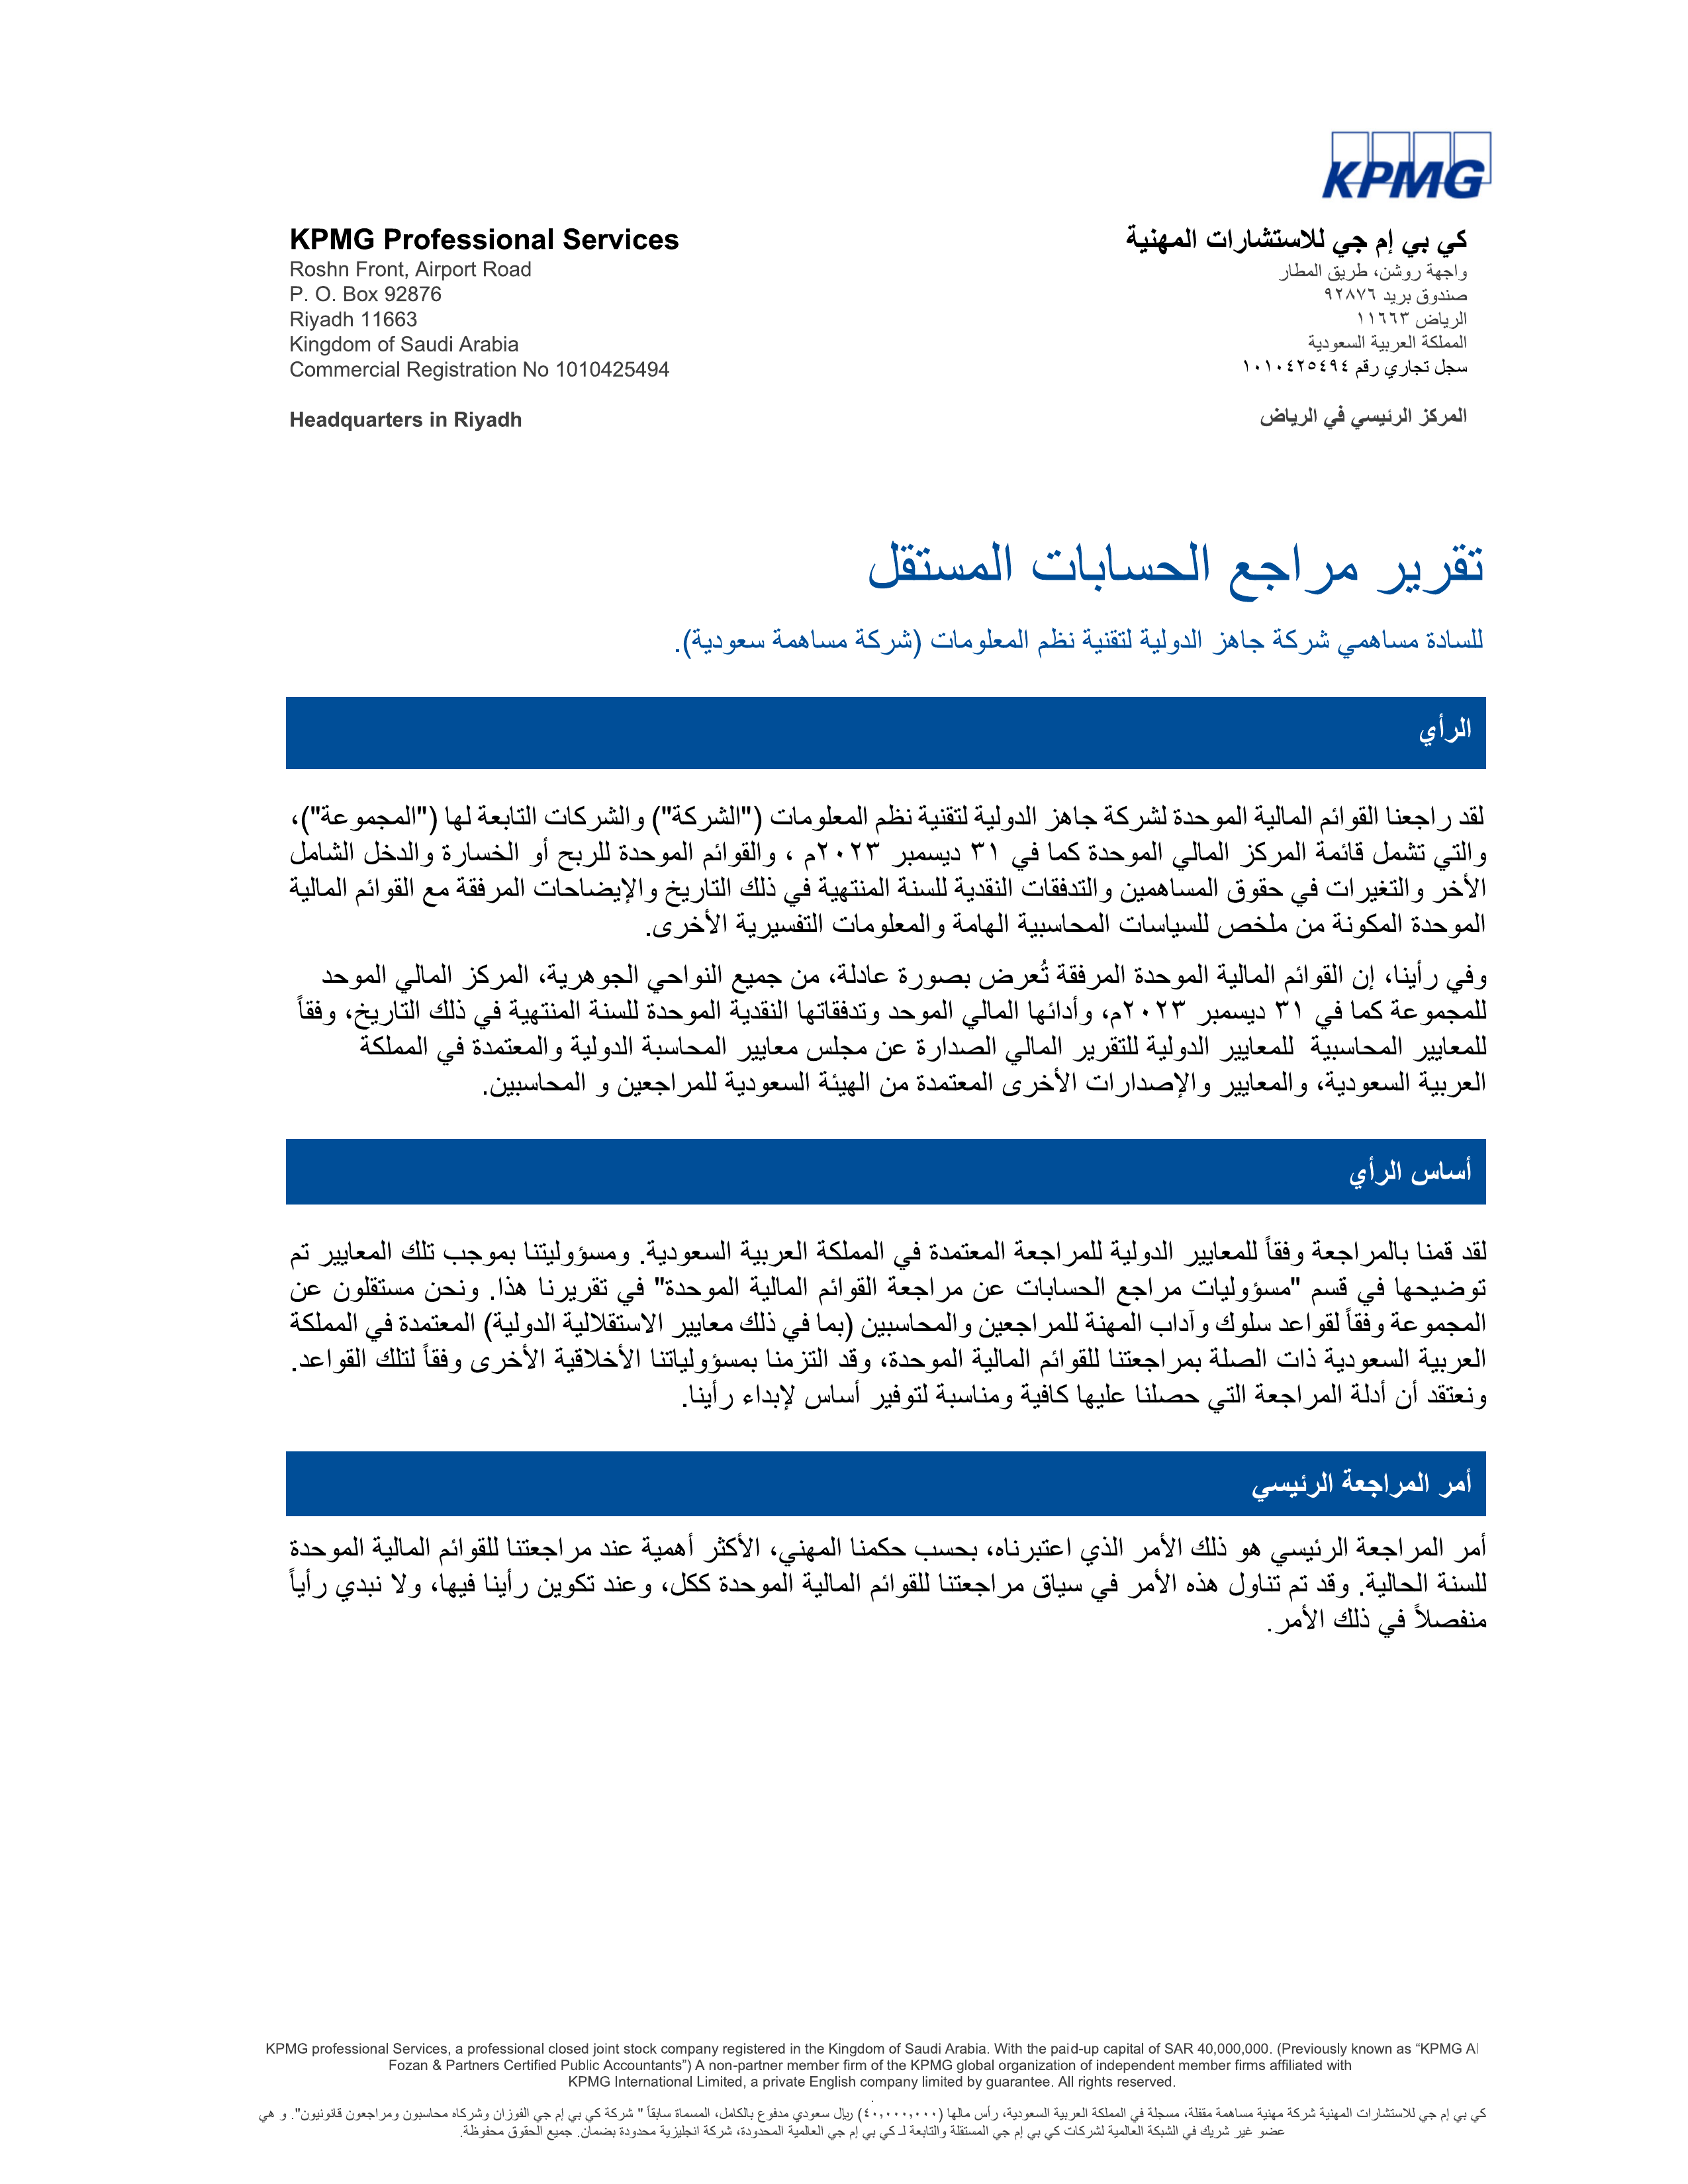 KPMG
KPMG Professional Services
Roshn Front, Airport Road
P. O. Box 92876
Riyadh 11663
Kingdom of Saudi Arabia
Commercial Registration No 1010425494
Headquarters in Riyadh
كي بي إم جي للاستشارات المهنية
واجهة روشن، طريق المطار
صندوق بريد ٩٢٨٧٦
الرياض ١١٦٦٣
المملكة العربية السعودية
سجل تجاري رقم ١٠١٠٤٢٥٤٩٤
المركز الرئيسي في الرياض
تقرير مراجع الحسابات المستقل
للسادة مساهمي شركة جاهز الدولية لتقنية نظم المعلومات (شركة مساهمة سعودية).
الرأي
لقد راجعنا القوائم المالية الموحدة لشركة جاهز الدولية لتقنية نظم المعلومات ("الشركة") والشركات التابعة لها ("المجموعة")،
والتي تشمل قائمة المركز المالي الموحدة كما في ٣١ ديسمبر ٢٠٢٣م ، والقوائم الموحدة للربح أو الخسارة والدخل الشامل
الأخر والتغيرات في حقوق المساهمين والتدفقات النقدية للسنة المنتهية في ذلك التاريخ والإيضاحات المرفقة مع القوائم المالية
الموحدة المكونة من ملخص للسياسات المحاسبية الهامة والمعلومات التفسيرية الأخرى.
وفي رأينا، إن القوائم المالية الموحدة المرفقة تُعرض بصورة عادلة، من جميع النواحي الجوهرية، المركز المالي الموحد
للمجموعة كما في ٣١ ديسمبر ٢٠٢٣م، وأدائها المالي الموحد وتدفقاتها النقدية الموحدة للسنة المنتهية في ذلك التاريخ، وفقاً
للمعايير المحاسبية للمعايير الدولية للتقرير المالي الصدارة عن مجلس معايير المحاسبة الدولية والمعتمدة في المملكة
العربية السعودية، والمعايير والإصدارات الأخرى المعتمدة من الهيئة السعودية للمراجعين و المحاسبين.
أساس الرأي
لقد قمنا بالمراجعة وفقاً للمعايير الدولية للمراجعة المعتمدة في المملكة العربية السعودية. ومسؤوليتنا بموجب تلك المعايير تم
توضيحها في قسم "مسؤوليات مراجع الحسابات عن مراجعة القوائم المالية الموحدة" في تقريرنا هذا. ونحن مستقلون عن
المجموعة وفقاً لقواعد سلوك وآداب المهنة للمراجعين والمحاسبين (بما في ذلك معايير الاستقلالية الدولية) المعتمدة في المملكة
العربية السعودية ذات الصلة بمراجعتنا للقوائم المالية الموحدة، وقد التزمنا بمسؤولياتنا الأخلاقية الأخرى وفقاً لتلك القواعد.
ونعتقد أن أدلة المراجعة التي حصلنا عليها كافية ومناسبة لتوفير أساس لإبداء رأينا.
أمر المراجعة الرئيسي
أمر المراجعة الرئيسي هو ذلك الأمر الذي اعتبرناه، بحسب حكمنا المهني، الأكثر أهمية عند مراجعتنا للقوائم المالية الموحدة
للسنة الحالية. وقد تم تناول هذه الأمر في سياق مراجعتنا للقوائم المالية الموحدة ككل، وعند تكوين رأينا فيها، ولا نبدي رأياً
منفصلاً في ذلك الأمر.
KPMG professional Services, a professional closed joint stock company registered in the Kingdom of Saudi Arabia. With the paid-up capital of SAR 40,000,000. (Previously known as “KPMG Al
Fozan & Partners Certified Public Accountants”) A non-partner member firm of the KPMG global organization of independent member firms affiliated with
KPMG International Limited, a private English company limited by guarantee. All rights reserved.
كي بي إم جي للاستشارات المهنية شركة مهنية مساهمة مقفلة، مسجلة في المملكة العربية السعودية، رأس مالها (٤٠,٠٠٠,٠٠٠) ريال سعودي مدفوع بالكامل، المسماة سابقاً " شركة كي بي إم جي الفوزان وشركاه محاسبون ومراجعون قانونيون". و هي
عضو غير شريك في الشبكة العالمية لشركات كي بي إم جي المستقلة والتابعة لـ كي بي إم جي العالمية المحدودة، شركة انجليزية محدودة بضمان. جميع الحقوق محفوظة.